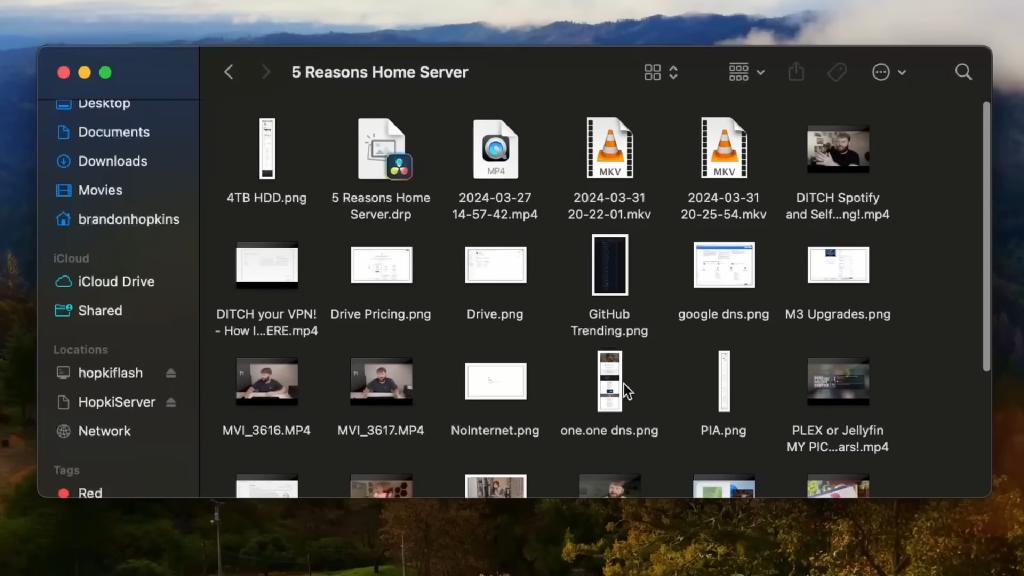 5 Reasons Home Server
Desktop
Documents
Downloads
Movies
brandonhopkins
iCloud
iCloud Drive
Shared
Locations
hopkiflash
HopkiServer
Network
Tags
Red
MP4
MKV
MKV
4TB HDD.png
5 Reasons Home
Server.drp
2024-03-27
14-57-42.mp4
2024-03-31
20-22-01.mkv
2024-03-31
20-25-54.mkv
DITCH Spotify
and Self...ng!.mp4
DITCH your VPN!
- How I...ERE.mp4
Drive Pricing.png
Drive.png
GitHub
Trending.png
google dns.png
M3 Upgrades.png
MVI_3616.MP4
MVI_3617.MP4
NoInternet.png
one.one dns.png
PIA.png
PLEX or Jellyfin
MY PIC...ars!.mp4